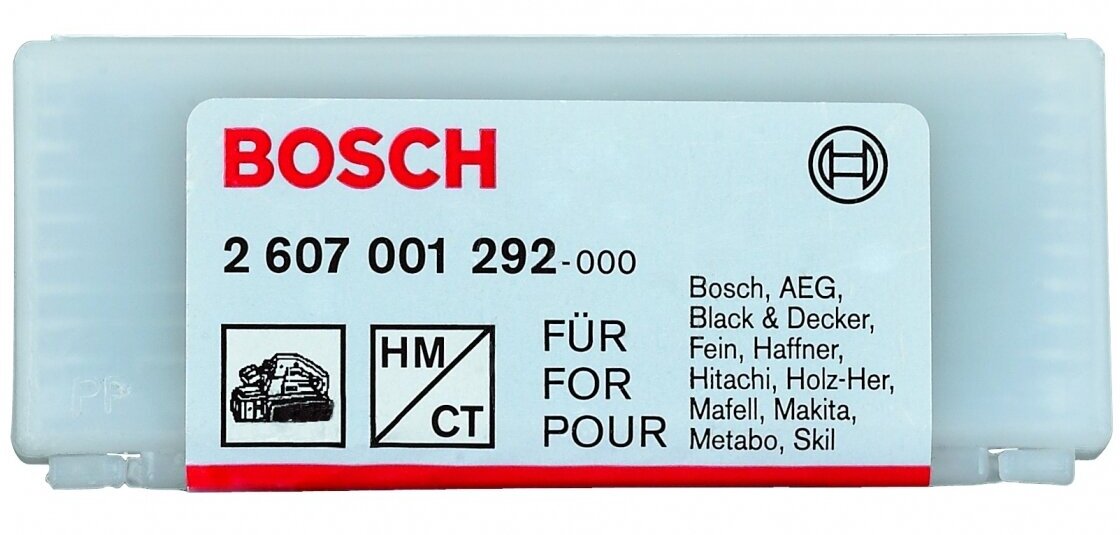 BOSCH
2 607 001 292-000
HM
CT
FÜR
FOR
POUR
Bosch, AEG,
Black & Decker,
Fein, Haffner,
Hitachi, Holz-Her,
Mafell, Makita,
Metabo, Skil
PP